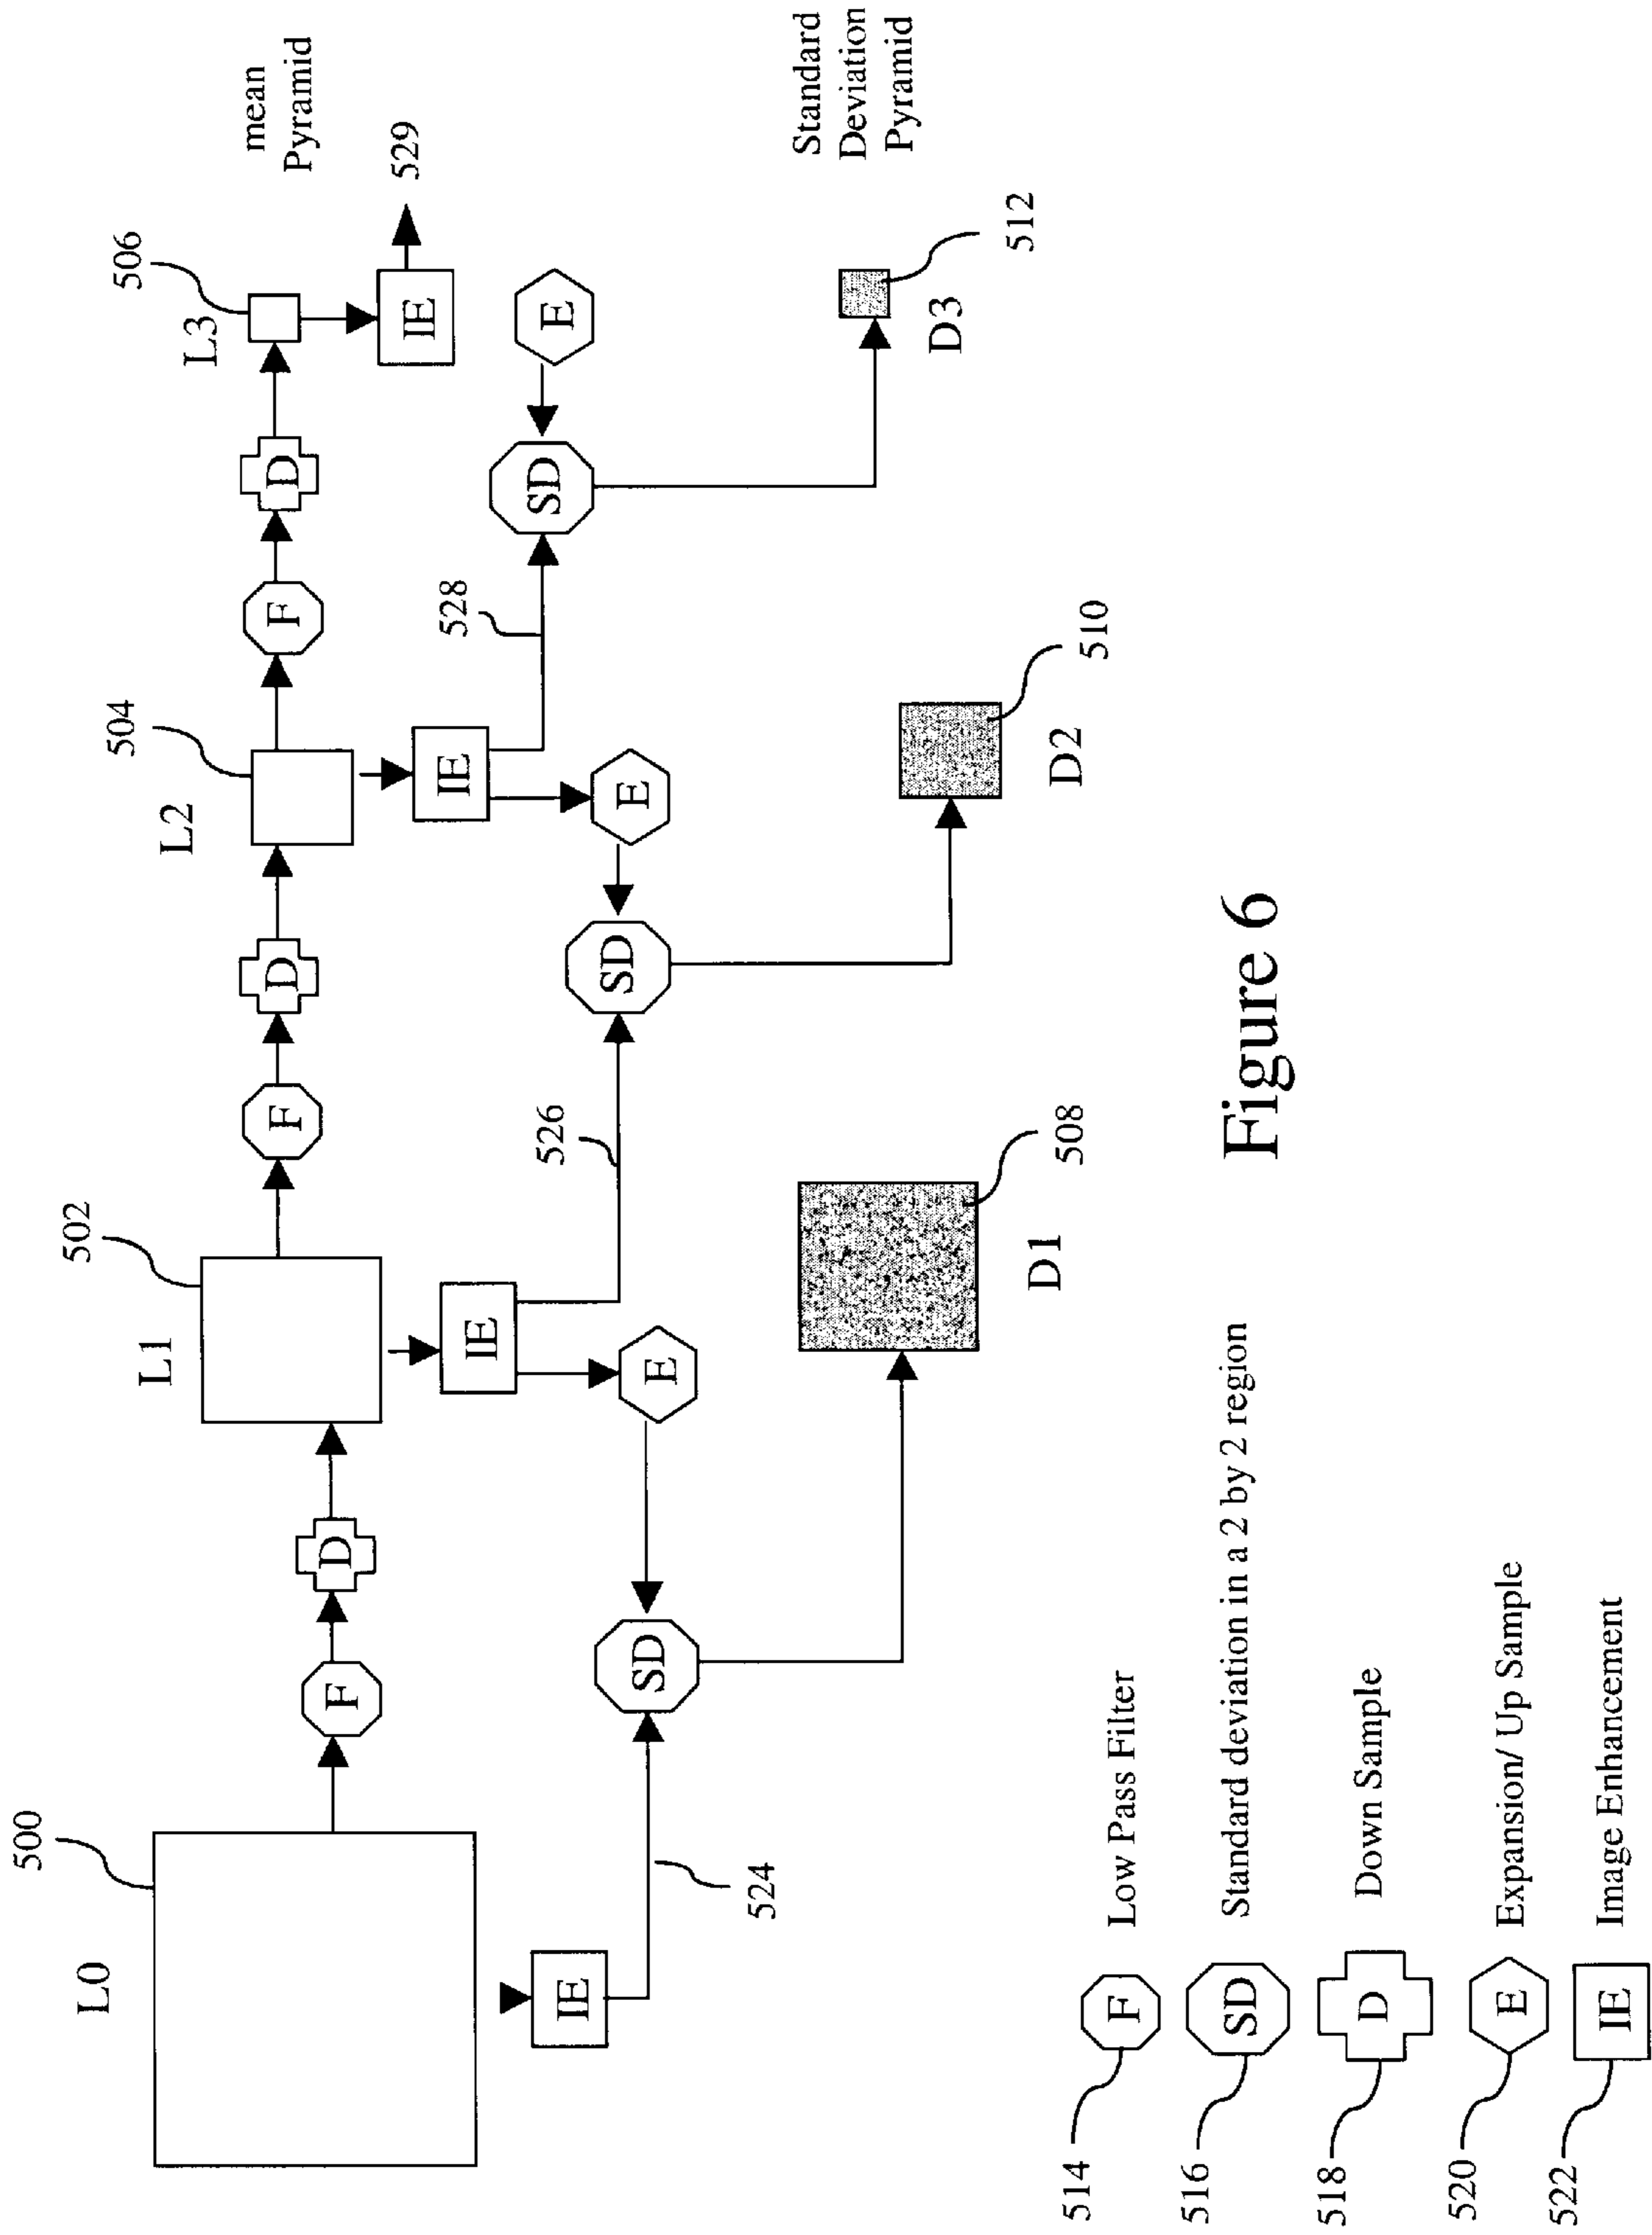 500
L0
F
D
L1
502
F
D
L2
504
F
D
L3
506
mean
Pyramid
IE
524
SD
E
IE
526
SD
E
IE
528
SD
E
IE
529
D1
508
D2
510
D3
512
Standard
Deviation
Pyramid
514
F
Low Pass Filter
516
SD
Standard deviation in a 2 by 2 region
518
D
Down Sample
520
E
Expansion/ Up Sample
522
IE
Image Enhancement
Figure 6